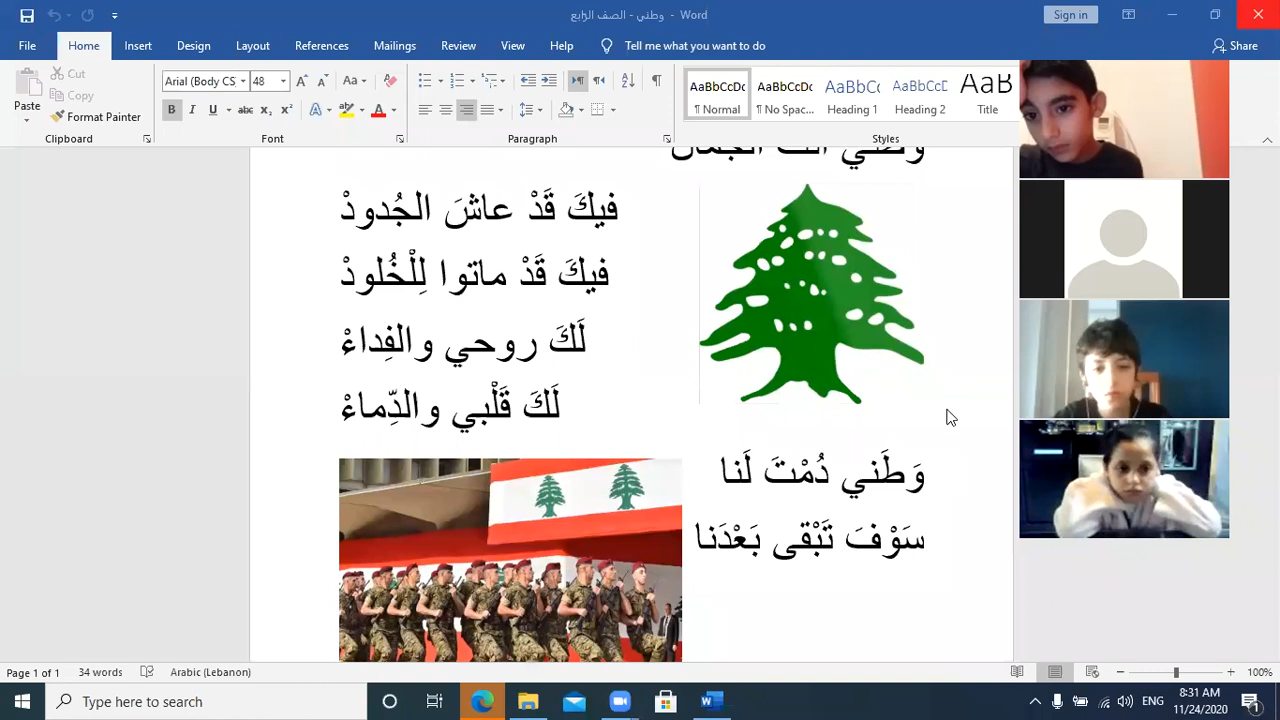 وطني - الصف الرابع - Word
Sign in
File Home Insert Design Layout References Mailings Review View Help Tell me what you want to do
Share
Paste
Cut
Copy
Format Painter
Clipboard
Arial (Body CS) 48
Font
Paragraph
AaBbCcDc
¶ Normal
AaBbCcDc
¶ No Spac...
AaBbCc
Heading 1
AaBbCcD
Heading 2
AaB
Title
Styles
وَطَني أنت الجمال
فيكَ قَدْ عاشَ الجُدودْ
فيكَ قَدْ ماتوا لِلْخُلودْ
لَكَ روحي والفِداءْ
لَكَ قَلْبي والدِّماءْ
وَطَني دُمْتَ لَنا
سَوْفَ تَبْقى بَعْدَنا
Page 1 of 1 34 words Arabic (Lebanon)
100%
Type here to search
ENG
8:31 AM
11/24/2020